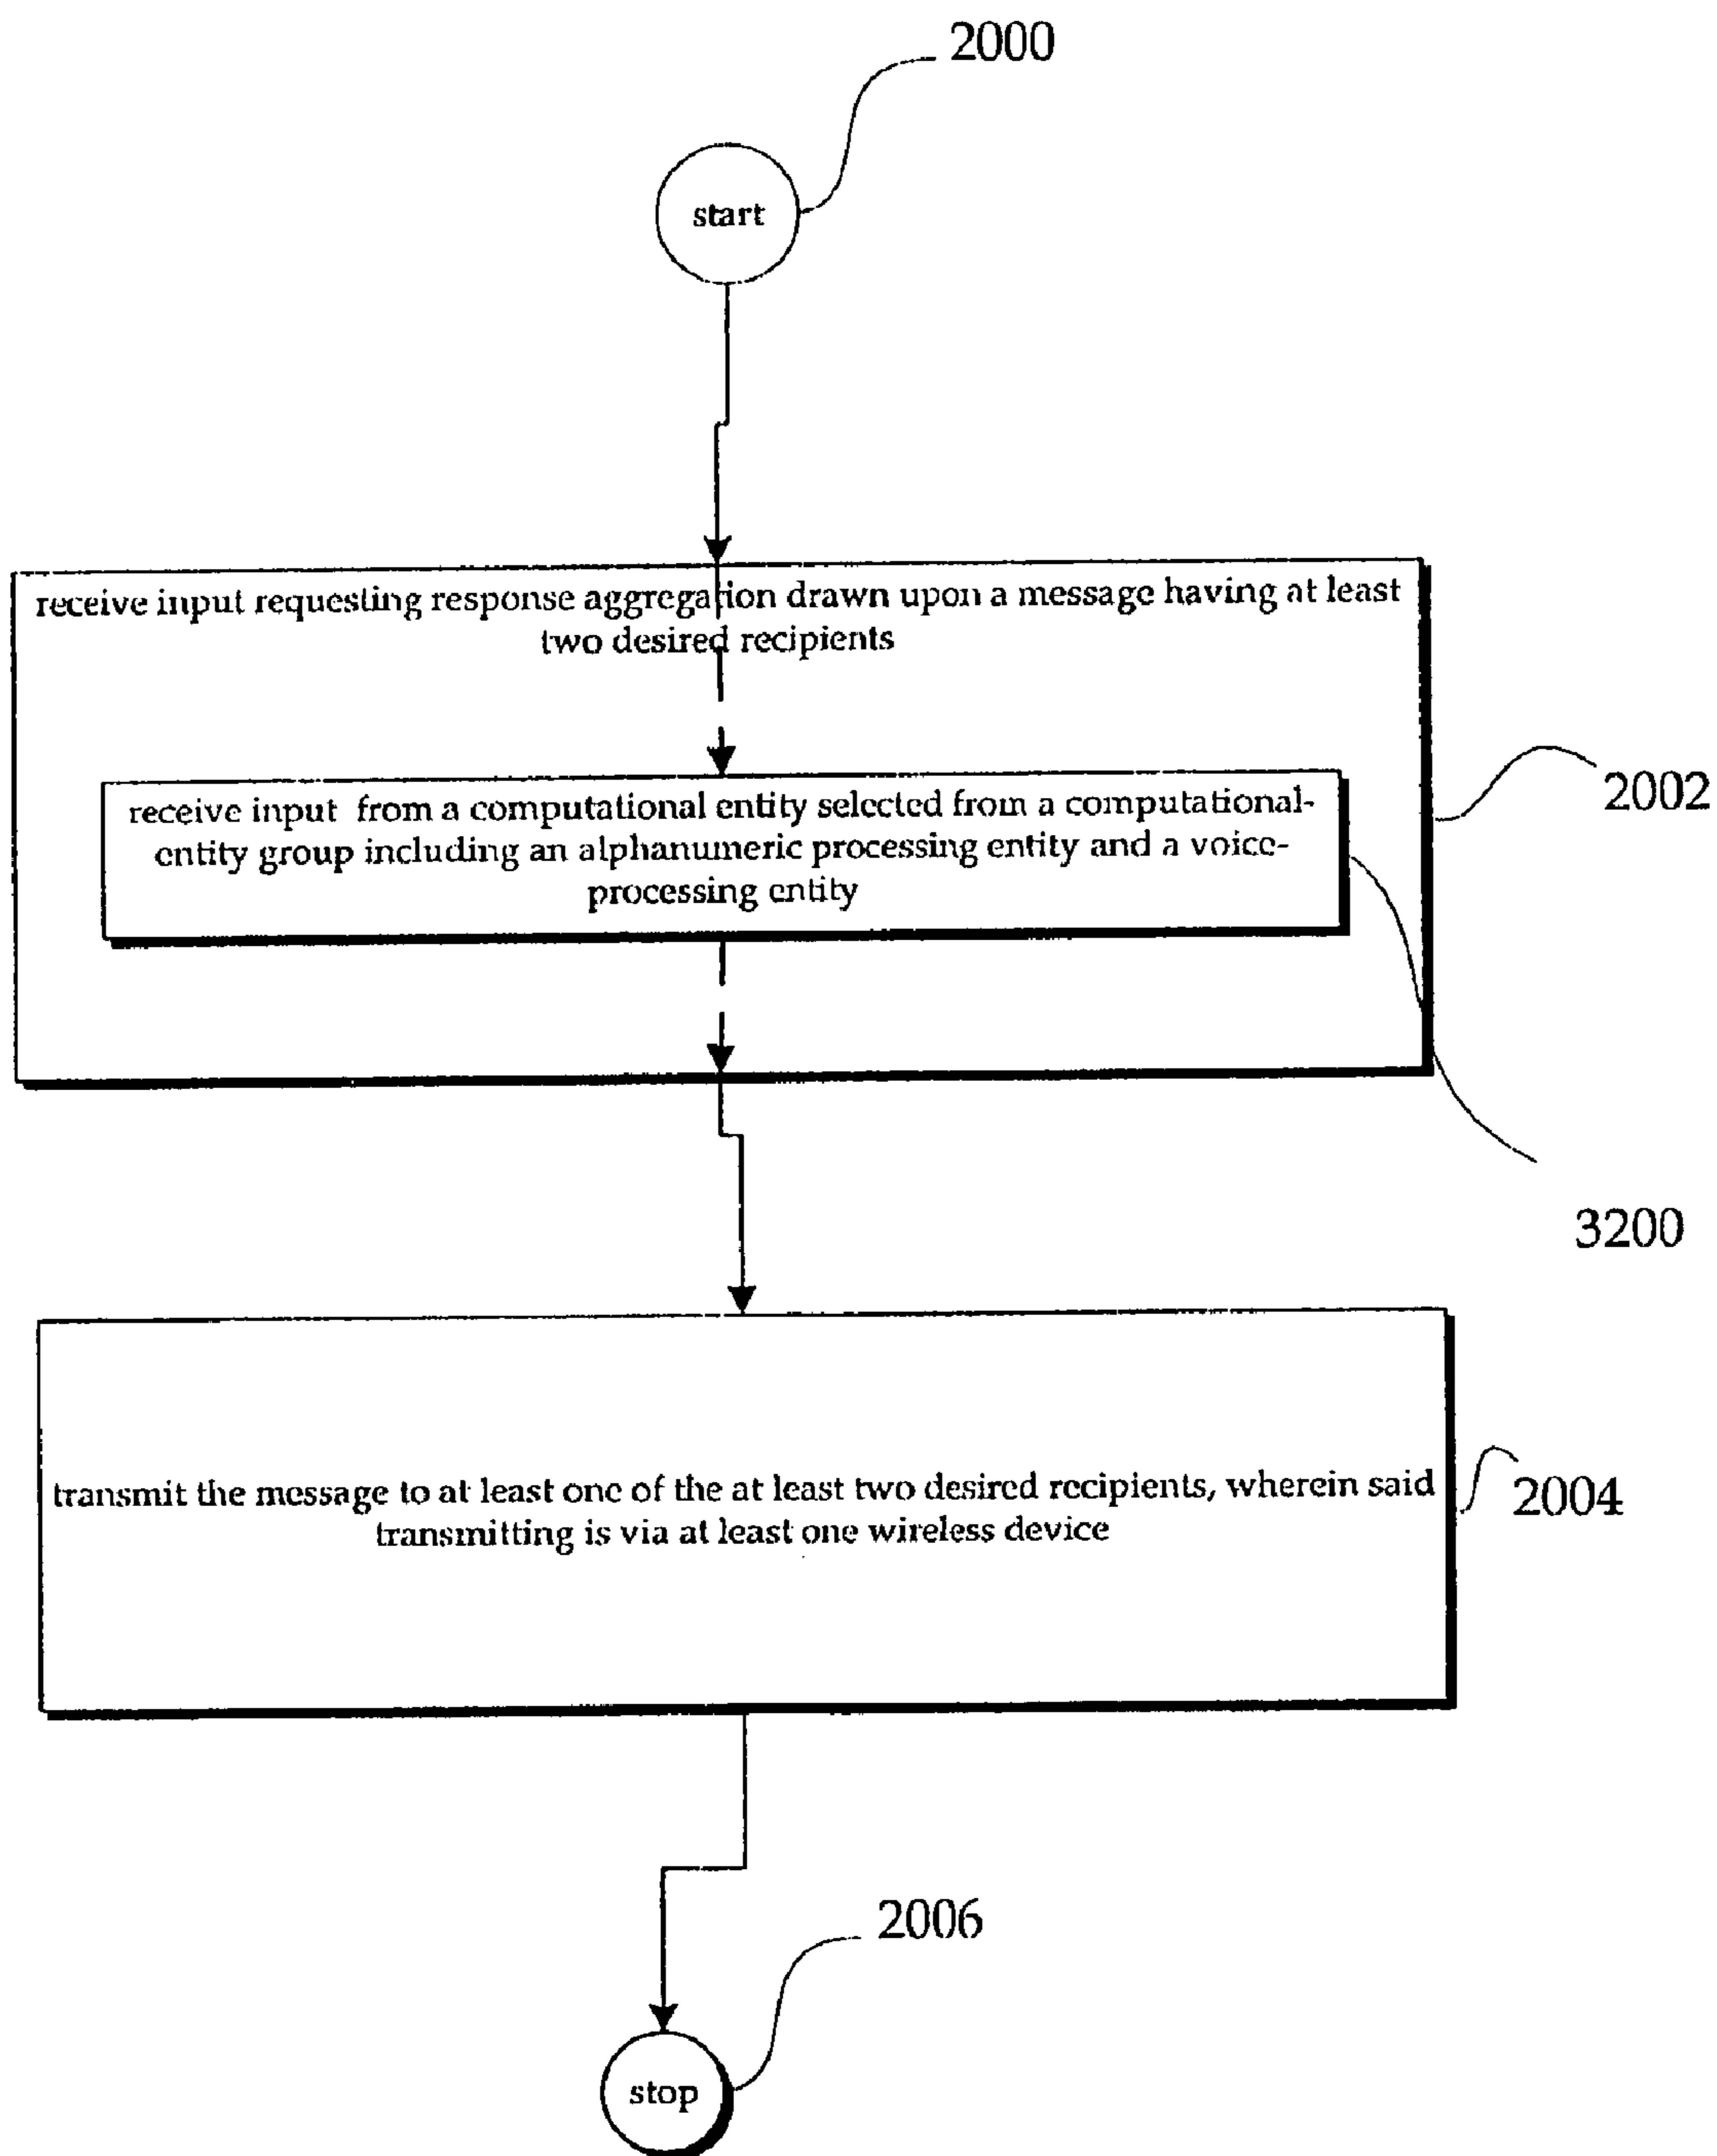 2000
start
receive input requesting response aggregation drawn upon a message having at least
two desired recipients
2002
receive input from a computational entity selected from a computational-
entity group including an alphanumeric processing entity and a voice-
processing entity
3200
transmit the message to at least one of the at least two desired recipients, wherein said
transmitting is via at least one wireless device
2004
2006
stop